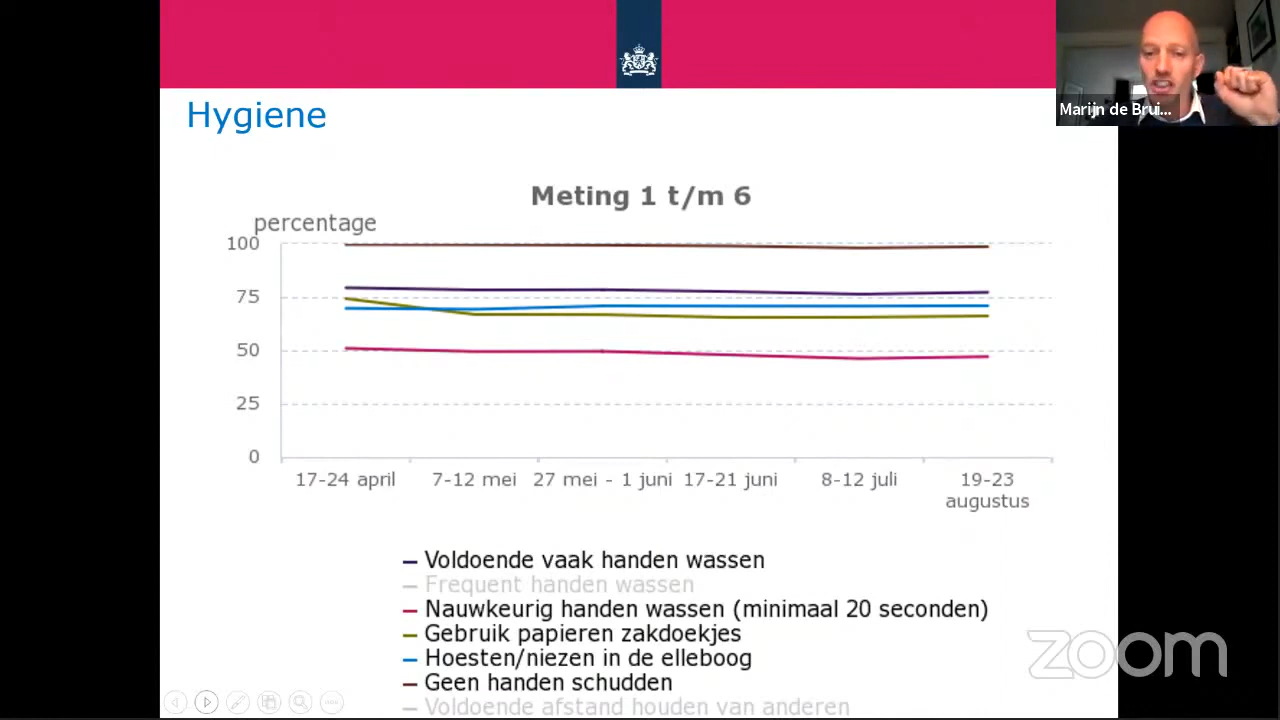 Hygiene
Marijn de Brui...
Meting 1 t/m 6
percentage
100
75
50
25
0
17-24 april
7-12 mei
27 mei - 1 juni
17-21 juni
8-12 juli
19-23
augustus
Voldoende vaak handen wassen
Frequent handen wassen
Nauwkeurig handen wassen (minimaal 20 seconden)
Gebruik papieren zakdoekjes
Hoesten/niezen in de elleboog
Geen handen schudden
Voldoende afstand houden van anderen
zoom